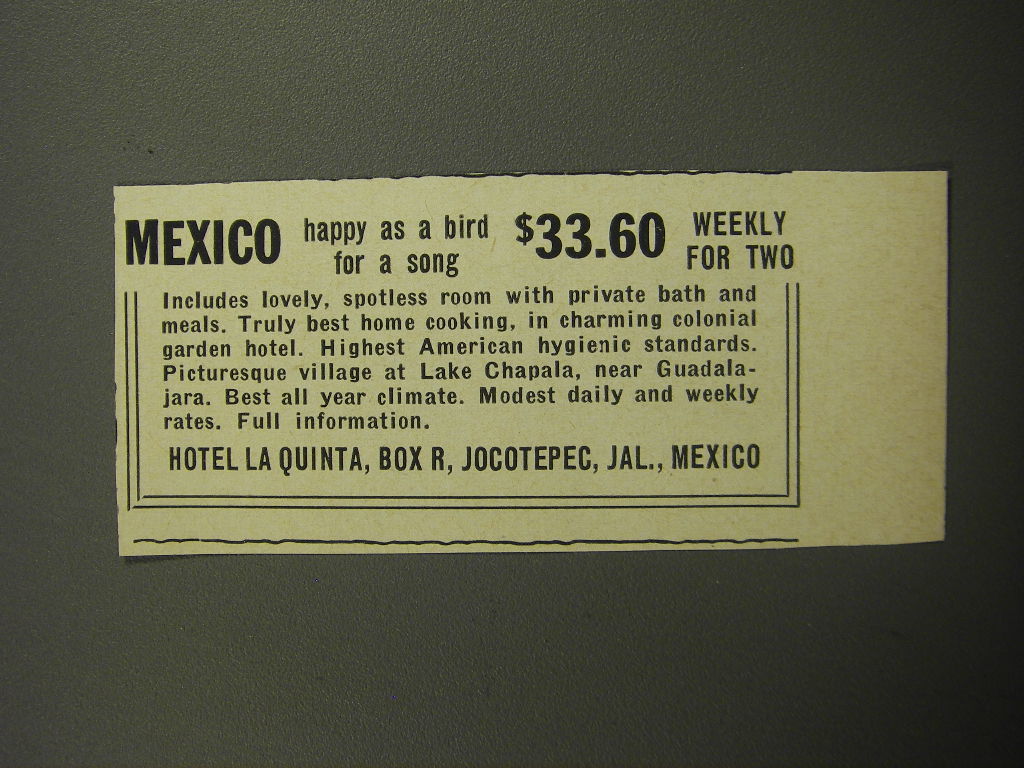 MEXICO happy as a bird for a song $33.60 WEEKLY FOR TWO
Includes lovely, spotless room with private bath and
meals. Truly best home cooking, in charming colonial
garden hotel. Highest American hygienic standards.
Picturesque village at Lake Chapala, near Guadala-
jara. Best all year climate. Modest daily and weekly
rates. Full information.
HOTEL LA QUINTA, BOX R, JOCOTEPEC, JAL., MEXICO